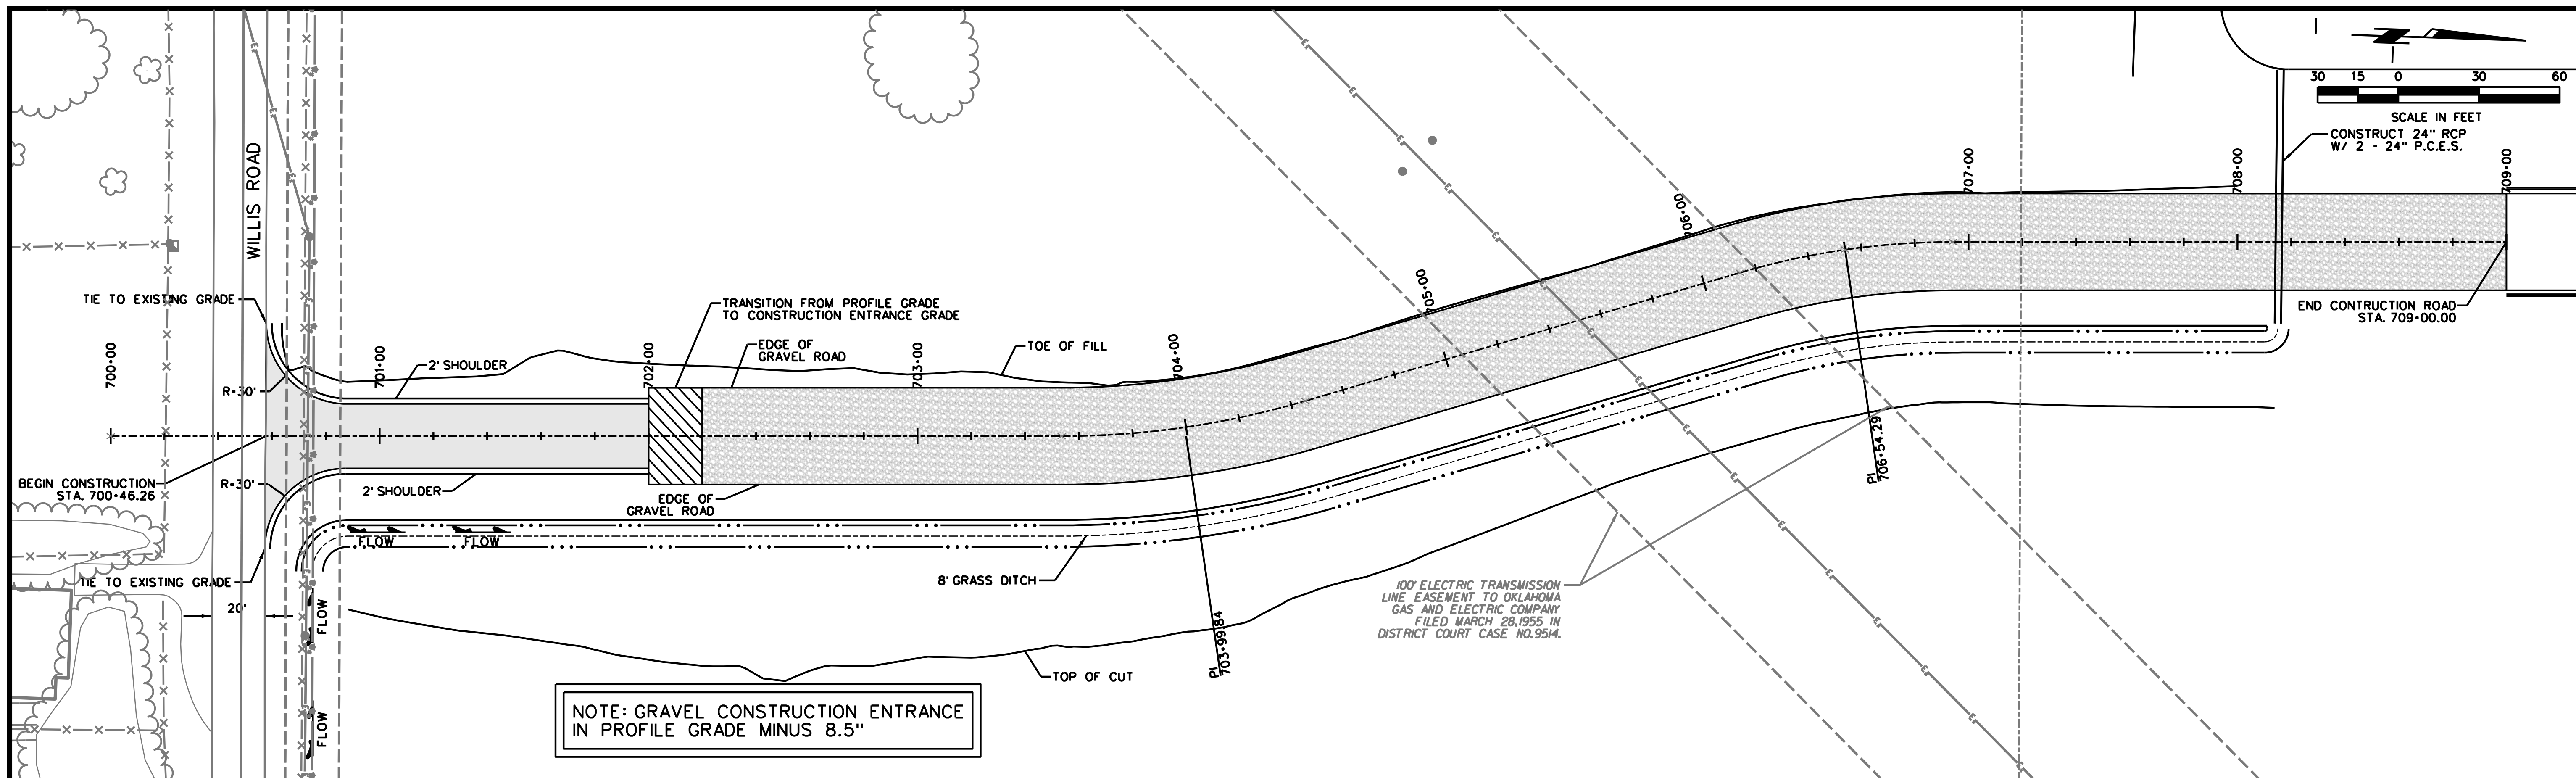 WILLIS ROAD
30 15 0 30 60
SCALE IN FEET
CONSTRUCT 24" RCP
W/ 2 - 24" P.C.E.S.
TIE TO EXISTING GRADE
R=30'
700+00
701+00
2' SHOULDER
702+00
TRANSITION FROM PROFILE GRADE
TO CONSTRUCTION ENTRANCE GRADE
EDGE OF
GRAVEL ROAD
703+00
TOE OF FILL
704+00
705+00
706+00
707+00
708+00
709+00
END CONTRUCTION ROAD
STA. 709+00.00
BEGIN CONSTRUCTION
STA. 700+46.26
R=30'
2' SHOULDER
EDGE OF
GRAVEL ROAD
FLOW
FLOW
TIE TO EXISTING GRADE
20'
FLOW
FLOW
8' GRASS DITCH
PI
703+99.84
PI
706+54.29
100' ELECTRIC TRANSMISSION
LINE EASEMENT TO OKLAHOMA
GAS AND ELECTRIC COMPANY
FILED MARCH 28,1955 IN
DISTRICT COURT CASE NO.9514.
TOP OF CUT
NOTE: GRAVEL CONSTRUCTION ENTRANCE
IN PROFILE GRADE MINUS 8.5"